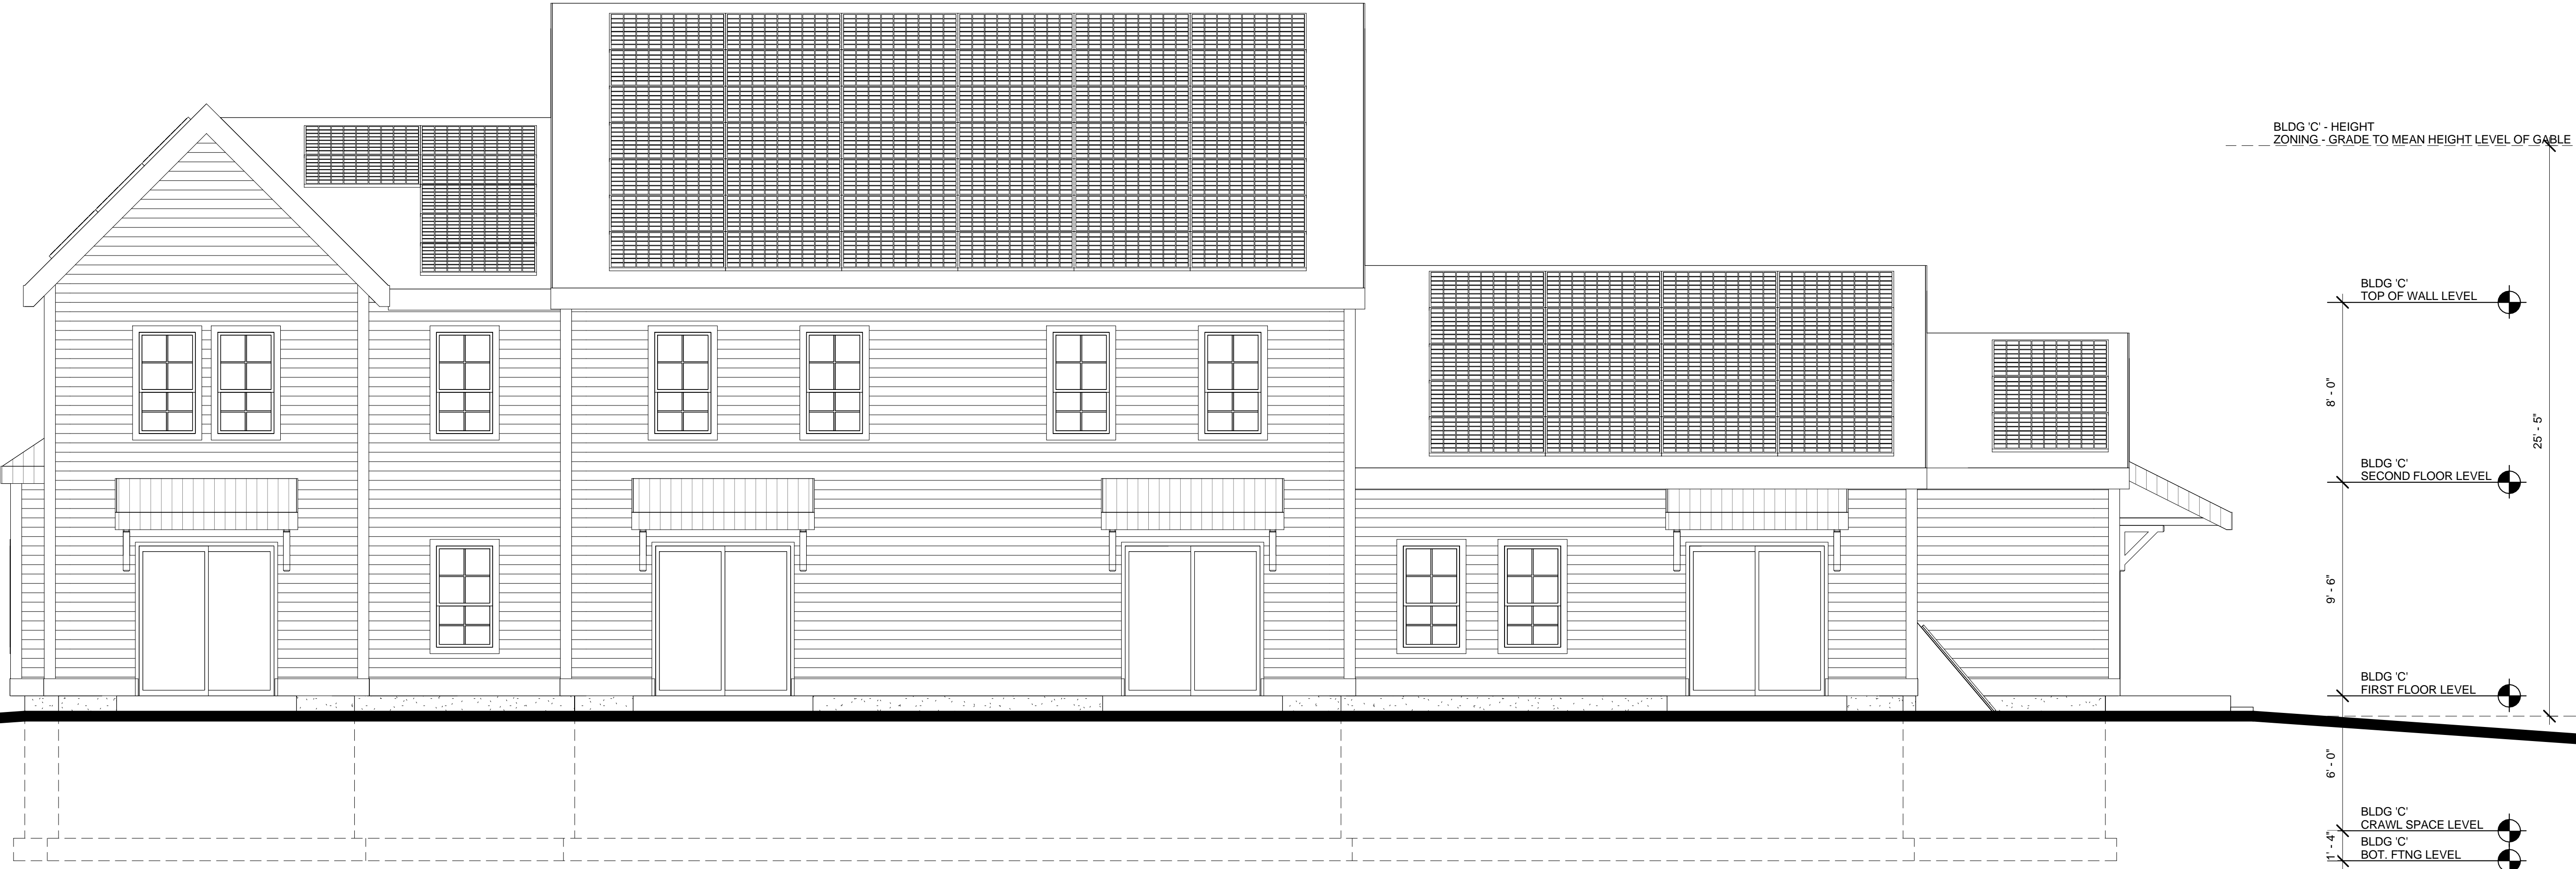 BLDG 'C' - HEIGHT
ZONING - GRADE TO MEAN HEIGHT LEVEL OF GABLE
BLDG 'C'
TOP OF WALL LEVEL
8' - 0"
25' - 5"
BLDG 'C'
SECOND FLOOR LEVEL
9' - 6"
BLDG 'C'
FIRST FLOOR LEVEL
6' - 0"
BLDG 'C'
CRAWL SPACE LEVEL
1' - 4"
BLDG 'C'
BOT. FTNG LEVEL